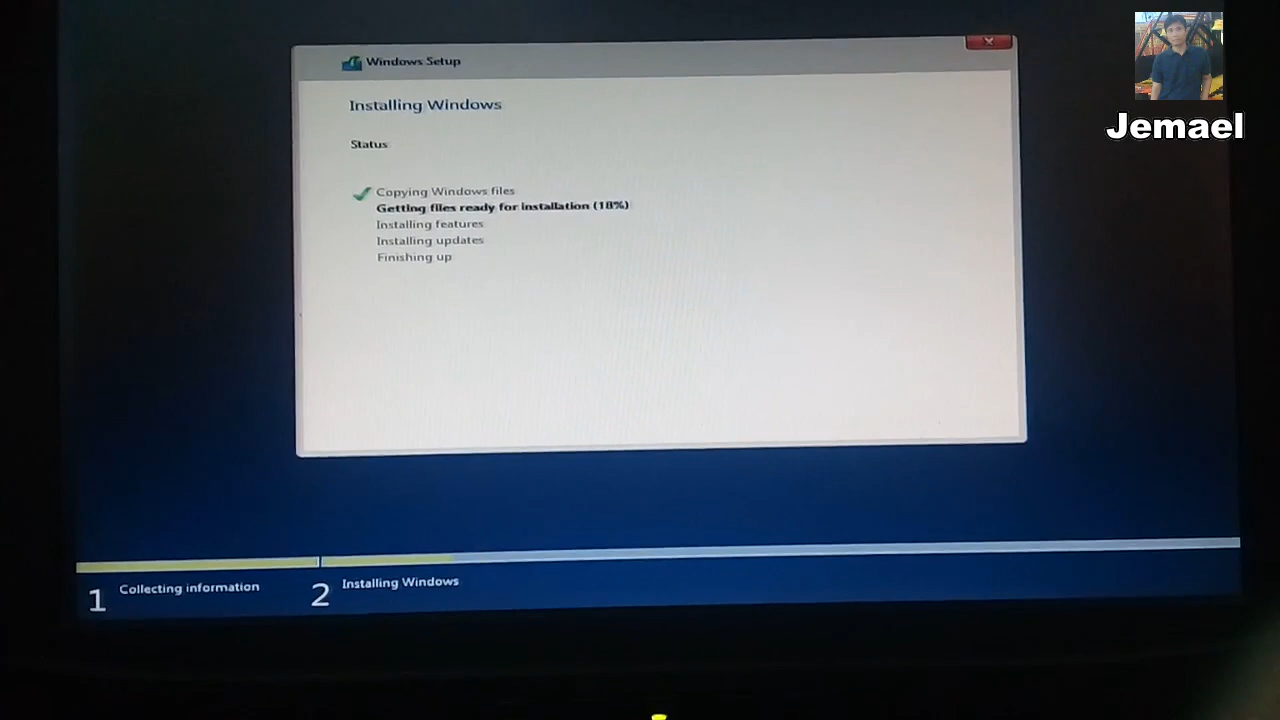 Windows Setup
Jemael
Installing Windows
Status
Copying Windows files
Getting files ready for installation (18%)
Installing features
Installing updates
Finishing up
1 Collecting information
2 Installing Windows